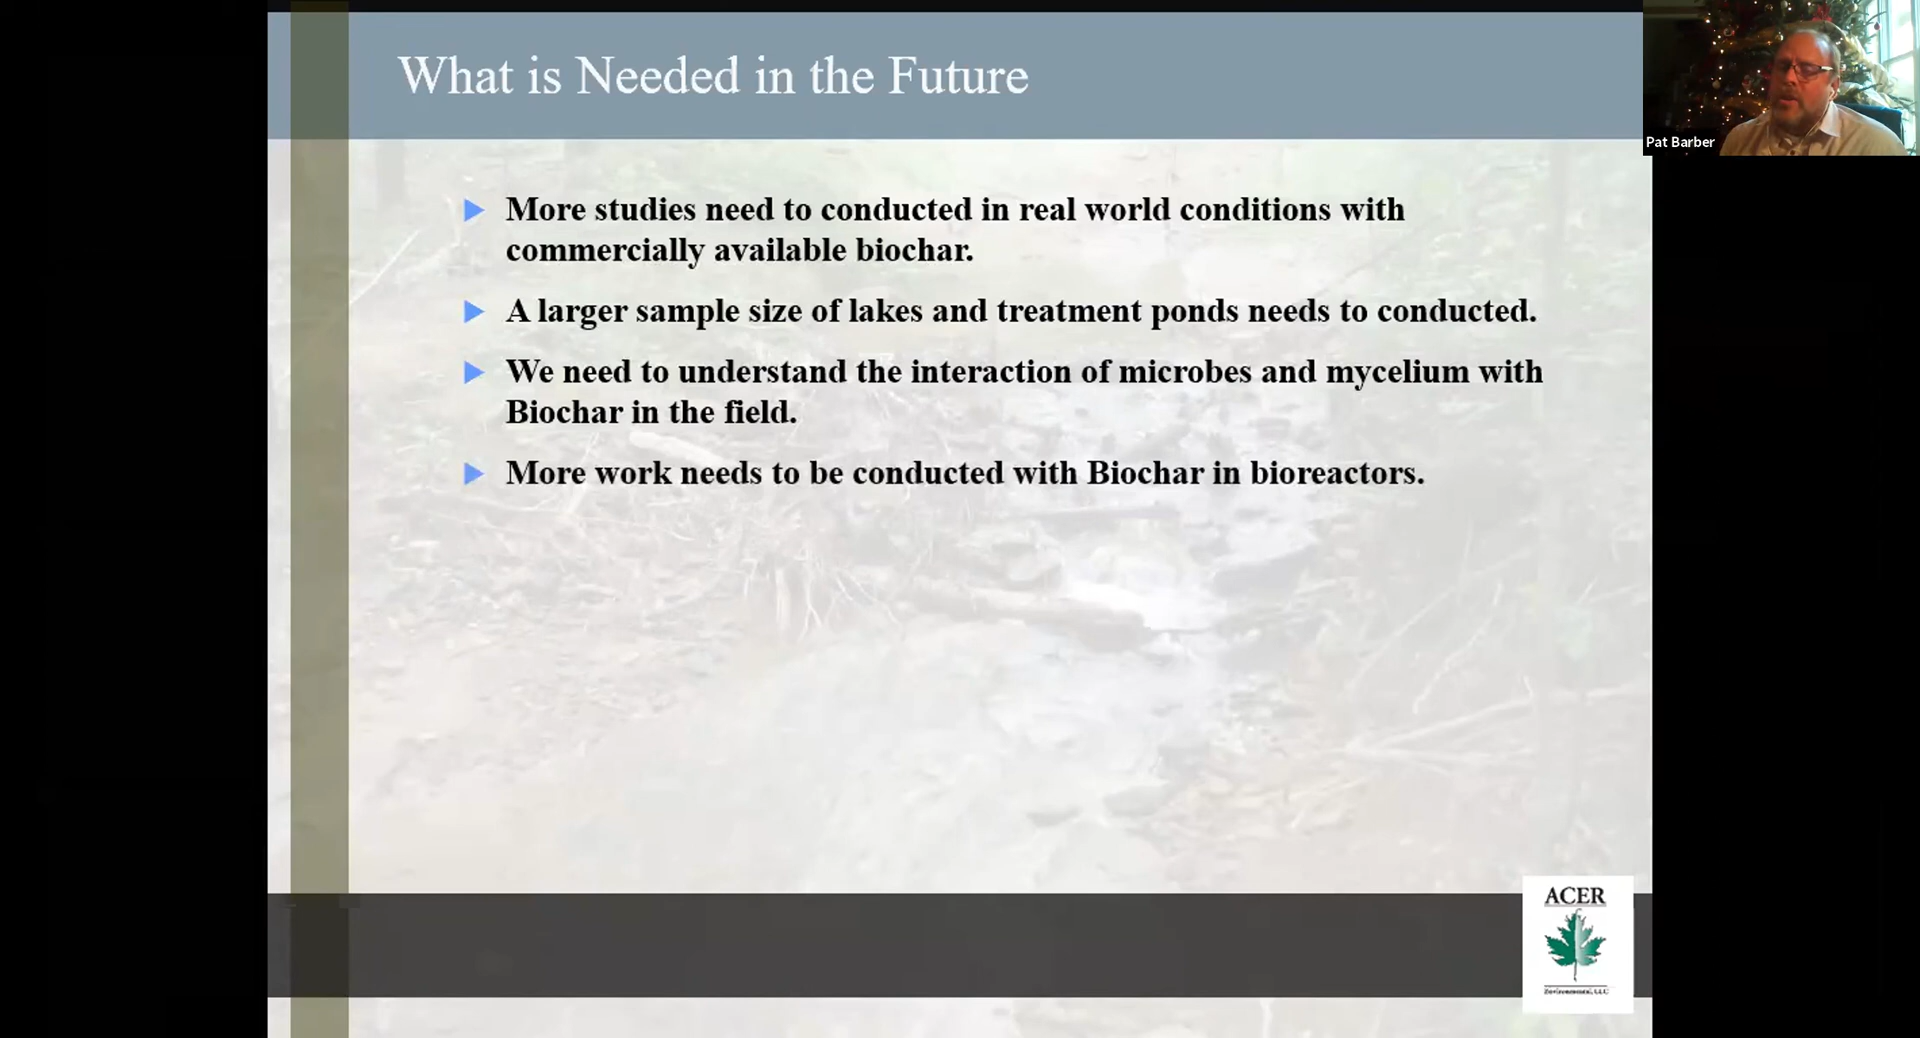 What is Needed in the Future
Pat Barber
More studies need to conducted in real world conditions with
commercially available biochar.
A larger sample size of lakes and treatment ponds needs to conducted.
We need to understand the interaction of microbes and mycelium with
Biochar in the field.
More work needs to be conducted with Biochar in bioreactors.
ACER
Environmental, LLC